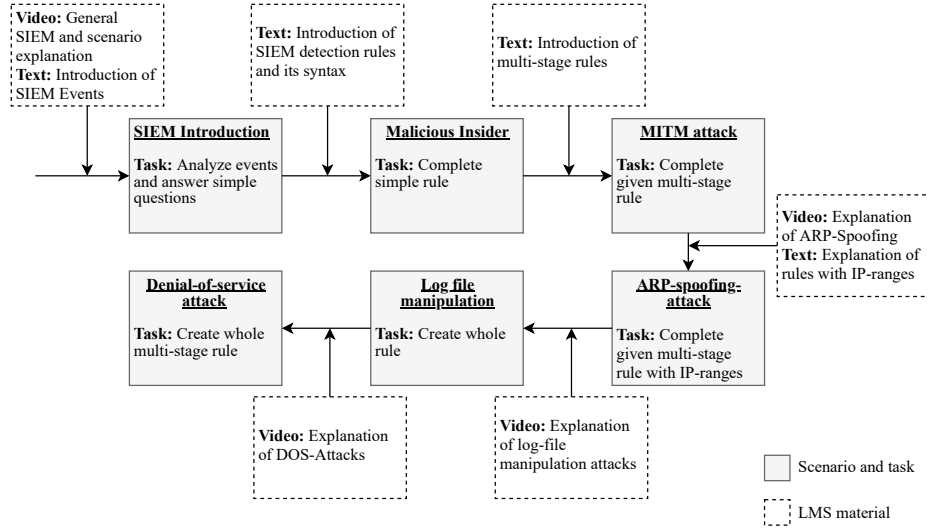 Video: General
SIEM and scenario
explanation
Text: Introduction of
SIEM Events
Text: Introduction of
SIEM detection rules
and its syntax
Text: Introduction of
multi-stage rules
SIEM Introduction
Task: Analyze events
and answer simple
questions
Malicious Insider
Task: Complete
simple rule
MITM attack
Task: Complete
given multi-stage
rule
Video: Explanation
of ARP-Spoofing
Text: Explanation of
rules with IP-ranges
Denial-of-service
attack
Task: Create whole
multi-stage rule
Log file
manipulation
Task: Create whole
rule
ARP-spoofing-
attack
Task: Complete
given multi-stage
rule with IP-ranges
Video: Explanation
of DOS-Attacks
Video: Explanation
of log-file
manipulation attacks
Scenario and task
LMS material